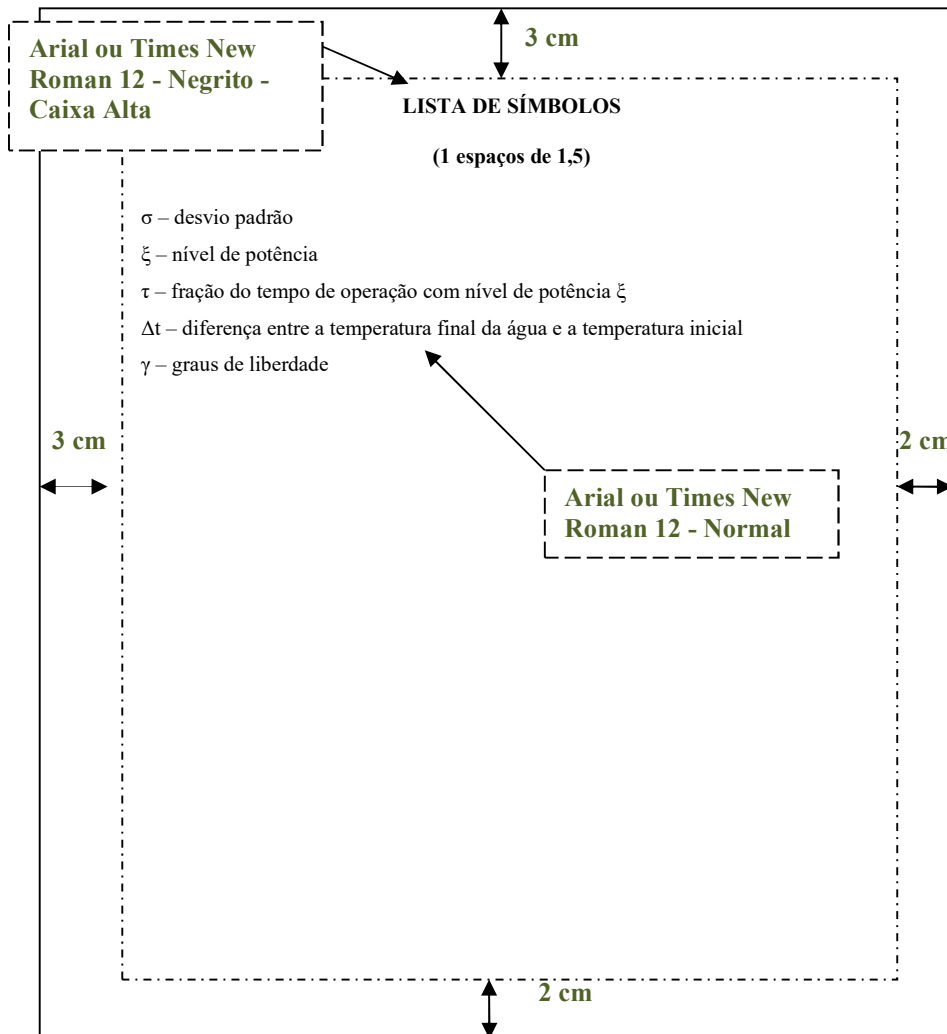 3 cm
Arial ou Times New
Roman 12 - Negrito -
Caixa Alta
LISTA DE SÍMBOLOS
(1 espaços de 1,5)
σ – desvio padrão
ξ – nível de potência
τ – fração do tempo de operação com nível de potência ξ
Δt – diferença entre a temperatura final da água e a temperatura inicial
γ – graus de liberdade
3 cm
2 cm
Arial ou Times New
Roman 12 - Normal
2 cm